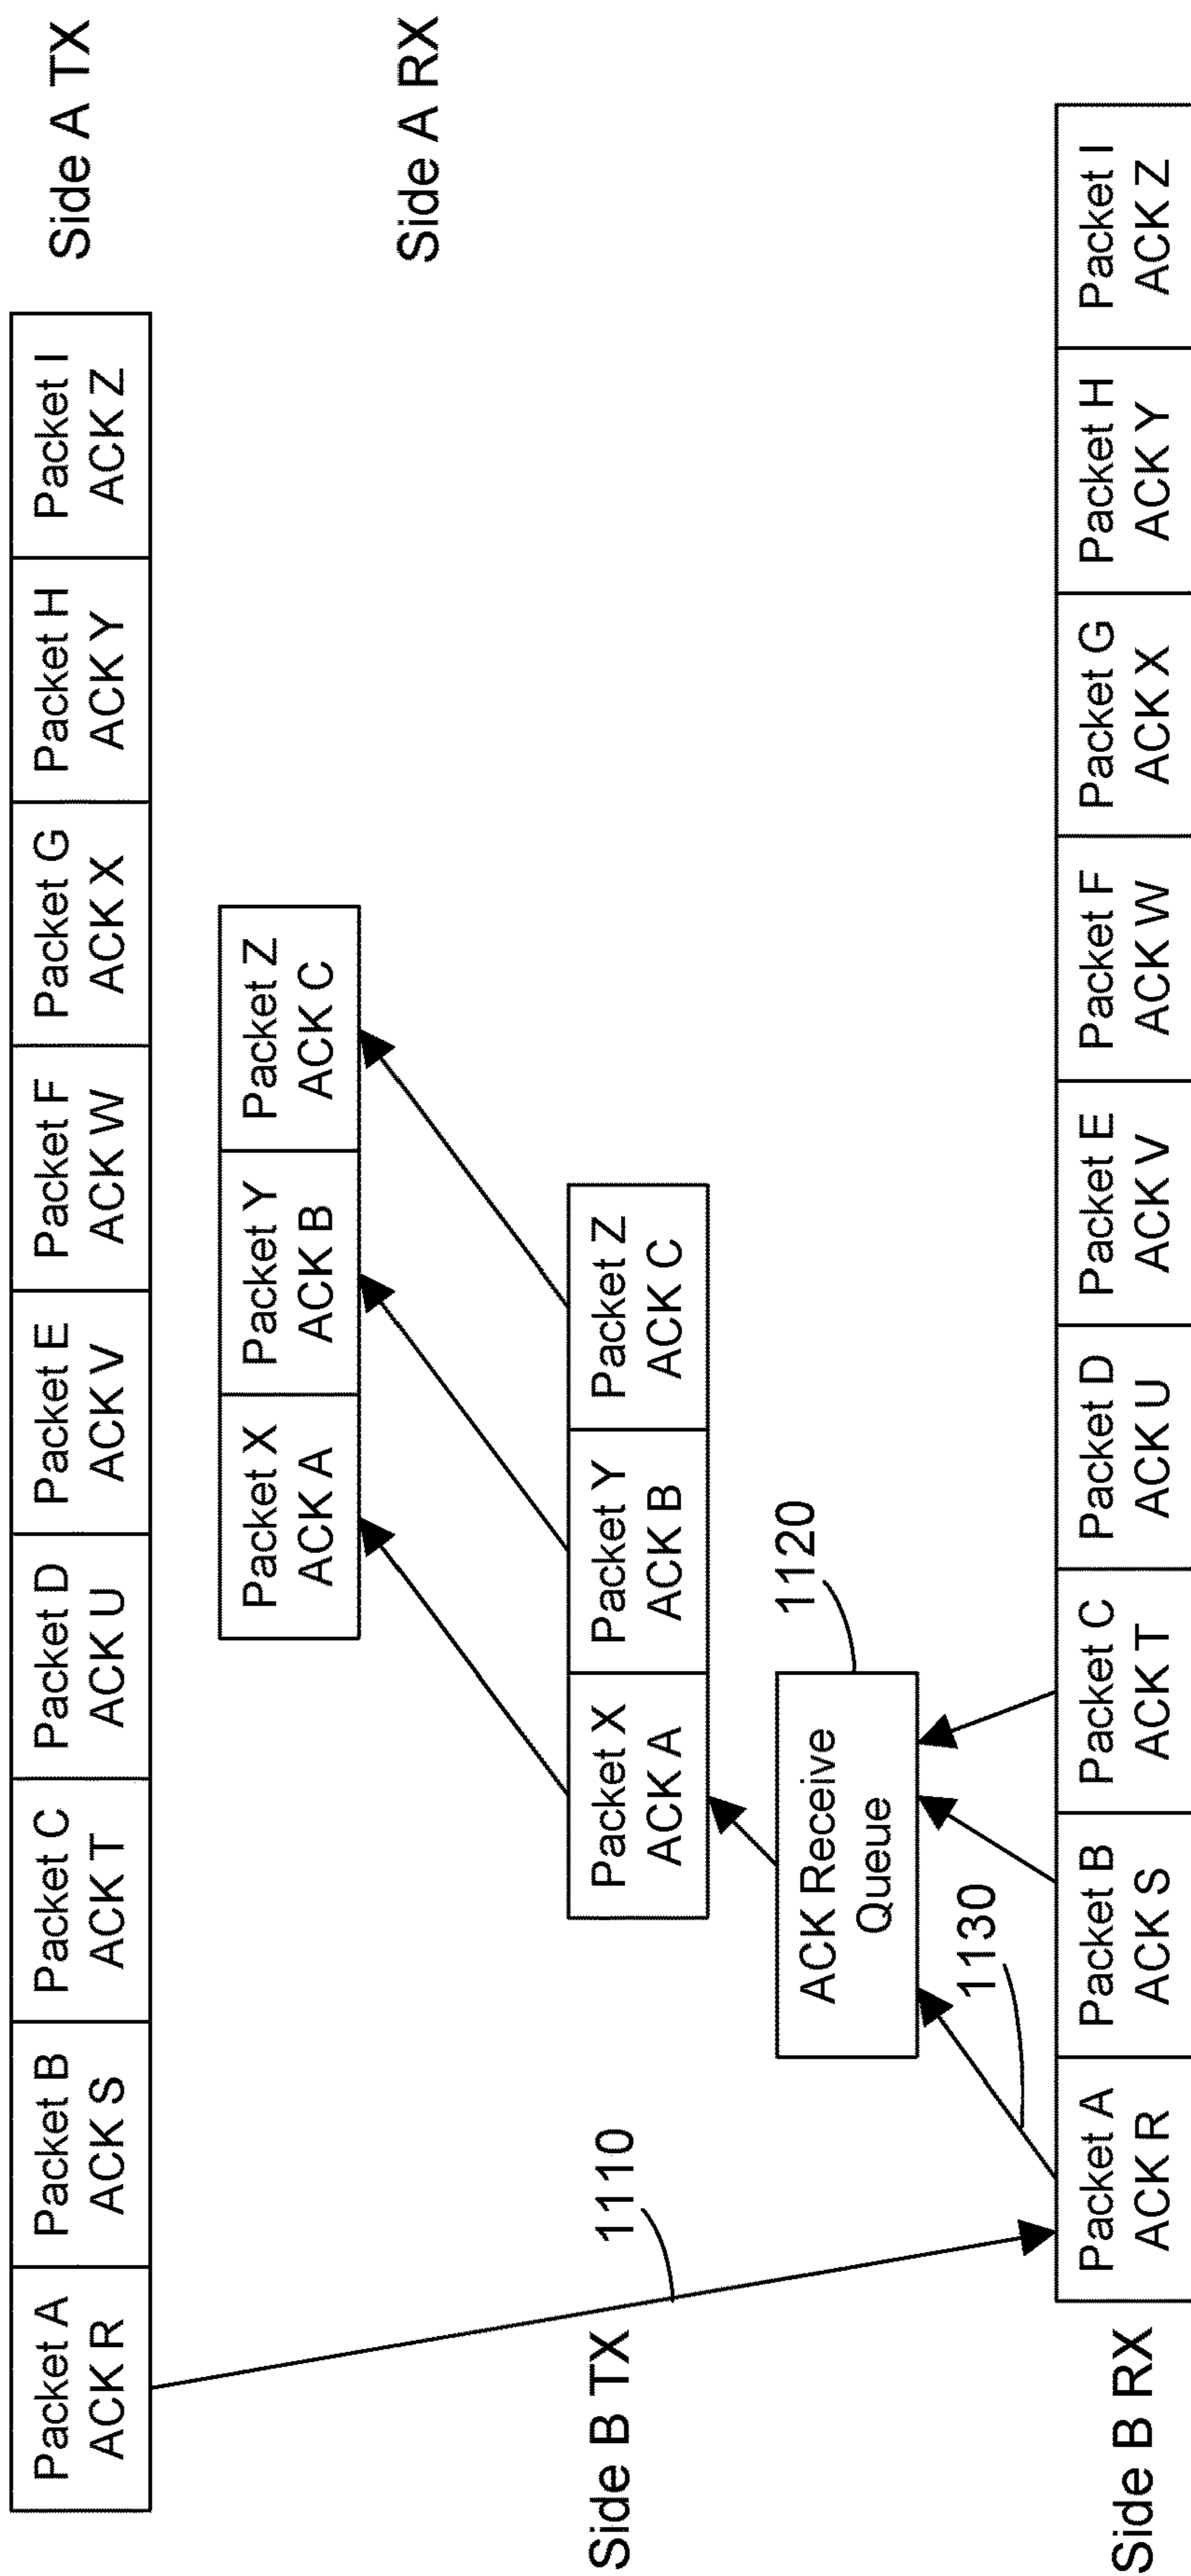 Packet A
ACK R
Packet B
ACK S
Packet C
ACK T
Packet D
ACK U
Packet E
ACK V
Packet F
ACK W
Packet G
ACK X
Packet H
ACK Y
Packet I
ACK Z
Side A TX
Packet X
ACK A
Packet Y
ACK B
Packet Z
ACK C
Side A RX
Side B TX
1110
Packet X
ACK A
Packet Y
ACK B
Packet Z
ACK C
ACK Receive
Queue
1120
1130
Side B RX
Packet A
ACK R
Packet B
ACK S
Packet C
ACK T
Packet D
ACK U
Packet E
ACK V
Packet F
ACK W
Packet G
ACK X
Packet H
ACK Y
Packet I
ACK Z